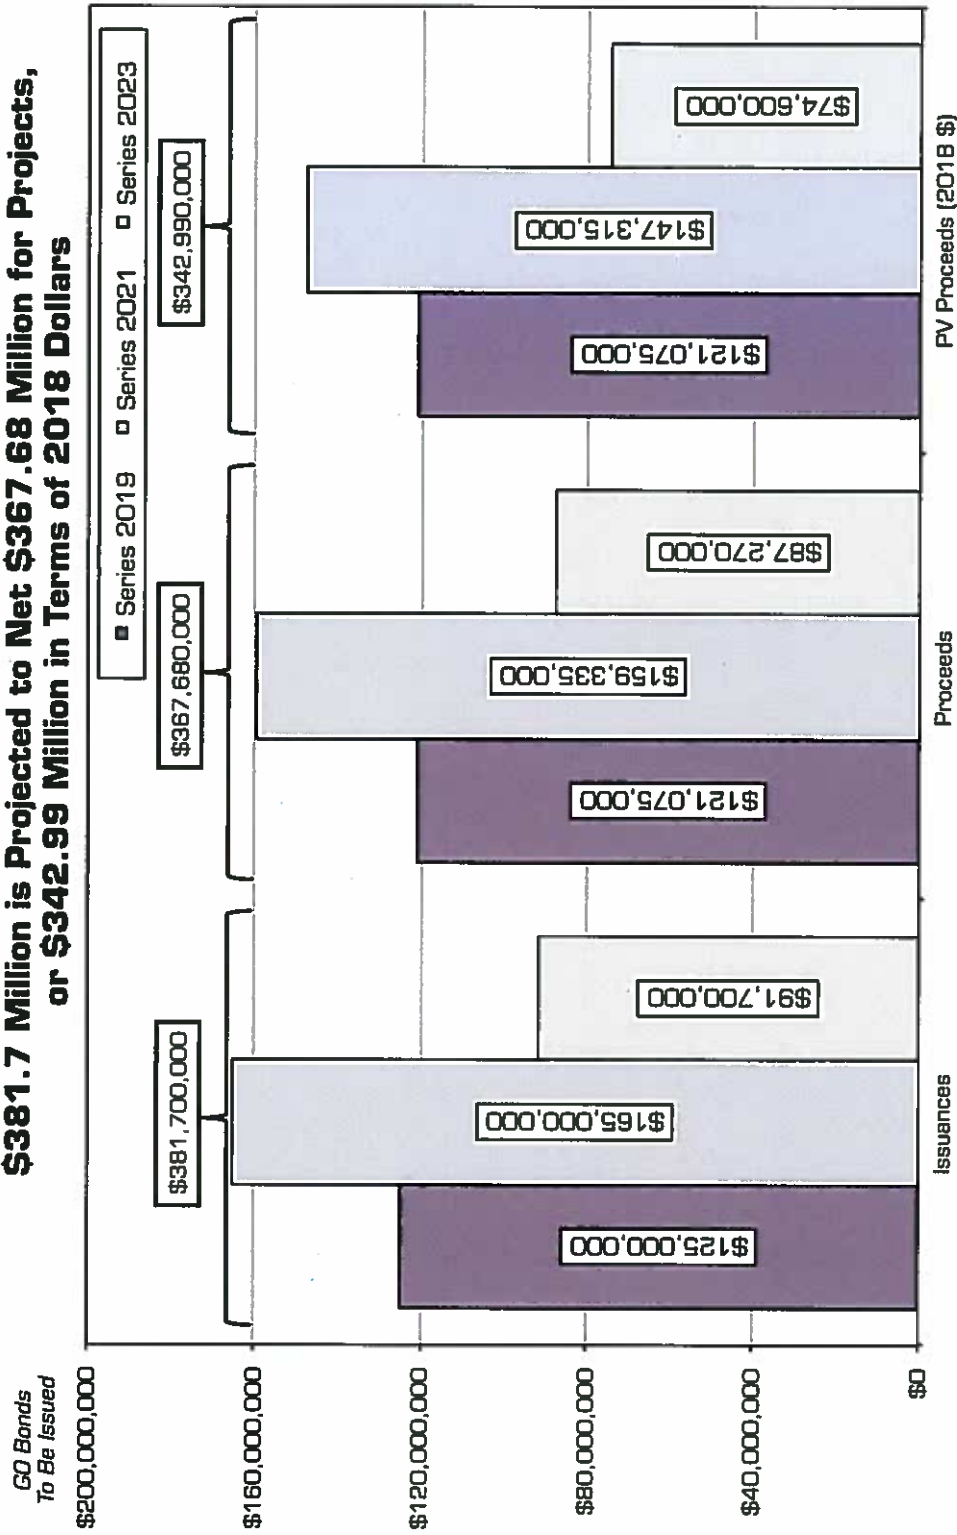 $381.7 Million is Projected to Net $367.68 Million for Projects,
or $342.99 Million in Terms of 2018 Dollars
GO Bonds
To Be Issued
Series 2019 Series 2021 Series 2023
$200,000,000
$160,000,000
$120,000,000
$80,000,000
$40,000,000
$0
$381,700,000
$367,680,000
$342,990,000
$125,000,000
$165,000,000
$91,700,000
$121,075,000
$159,335,000
$87,270,000
$121,075,000
$147,315,000
$74,600,000
Issuances
Proceeds
PV Proceeds (2018 $)